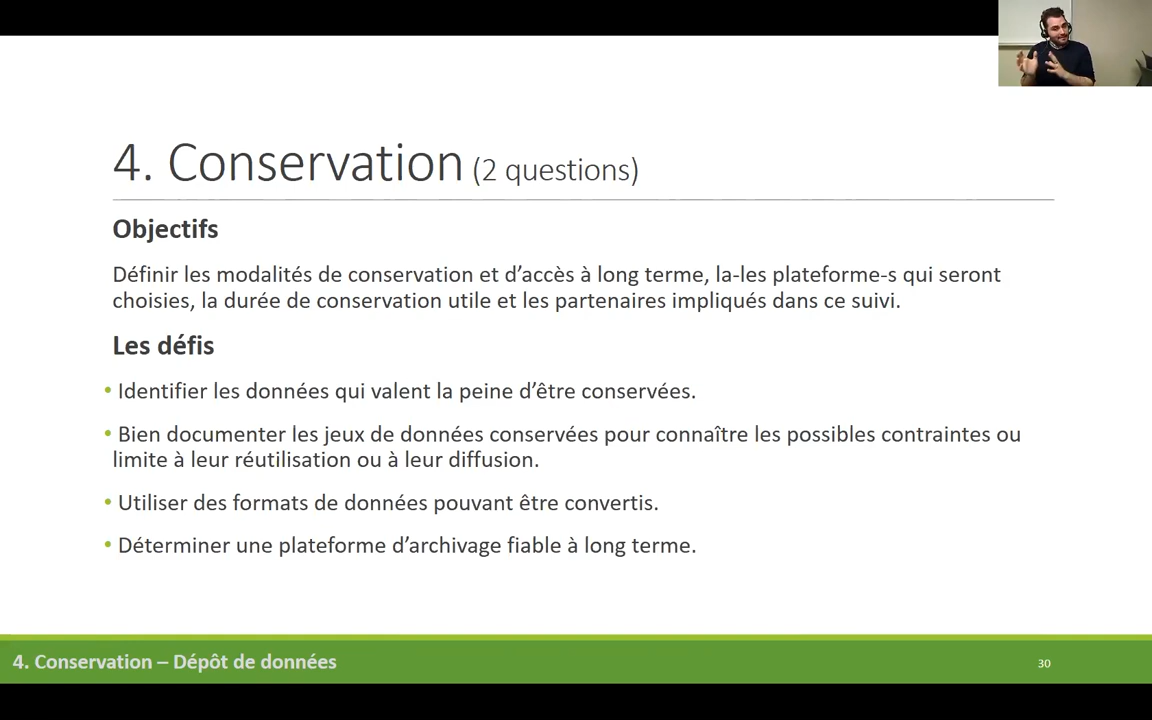 4. Conservation (2 questions)
Objectifs
Définir les modalités de conservation et d’accès à long terme, la-les plateforme-s qui seront
choisies, la durée de conservation utile et les partenaires impliqués dans ce suivi.
Les défis
• Identifier les données qui valent la peine d’être conservées.
• Bien documenter les jeux de données conservées pour connaître les possibles contraintes ou
limite à leur réutilisation ou à leur diffusion.
• Utiliser des formats de données pouvant être convertis.
• Déterminer une plateforme d’archivage fiable à long terme.
4. Conservation – Dépôt de données
30